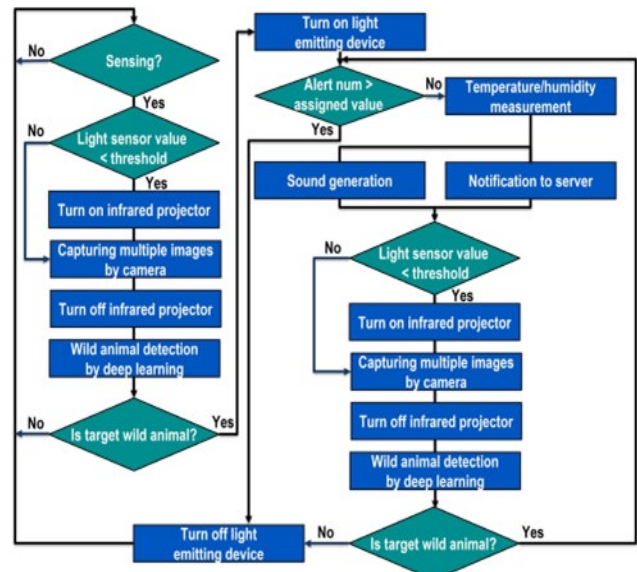 No
Sensing?
Yes
No
Light sensor value
< threshold
Yes
Turn on infrared projector
Capturing multiple images
by camera
Turn off infrared projector
Wild animal detection
by deep learning
No
Is target wild animal?
Yes
Turn on light
emitting device
Alert num >
assigned value
No
Yes
Temperature/humidity
measurement
Sound generation
Notification to server
No
Light sensor value
< threshold
Yes
Turn on infrared projector
Capturing multiple images
by camera
Turn off infrared projector
Wild animal detection
by deep learning
Is target wild animal?
Yes
No
Turn off light
emitting device